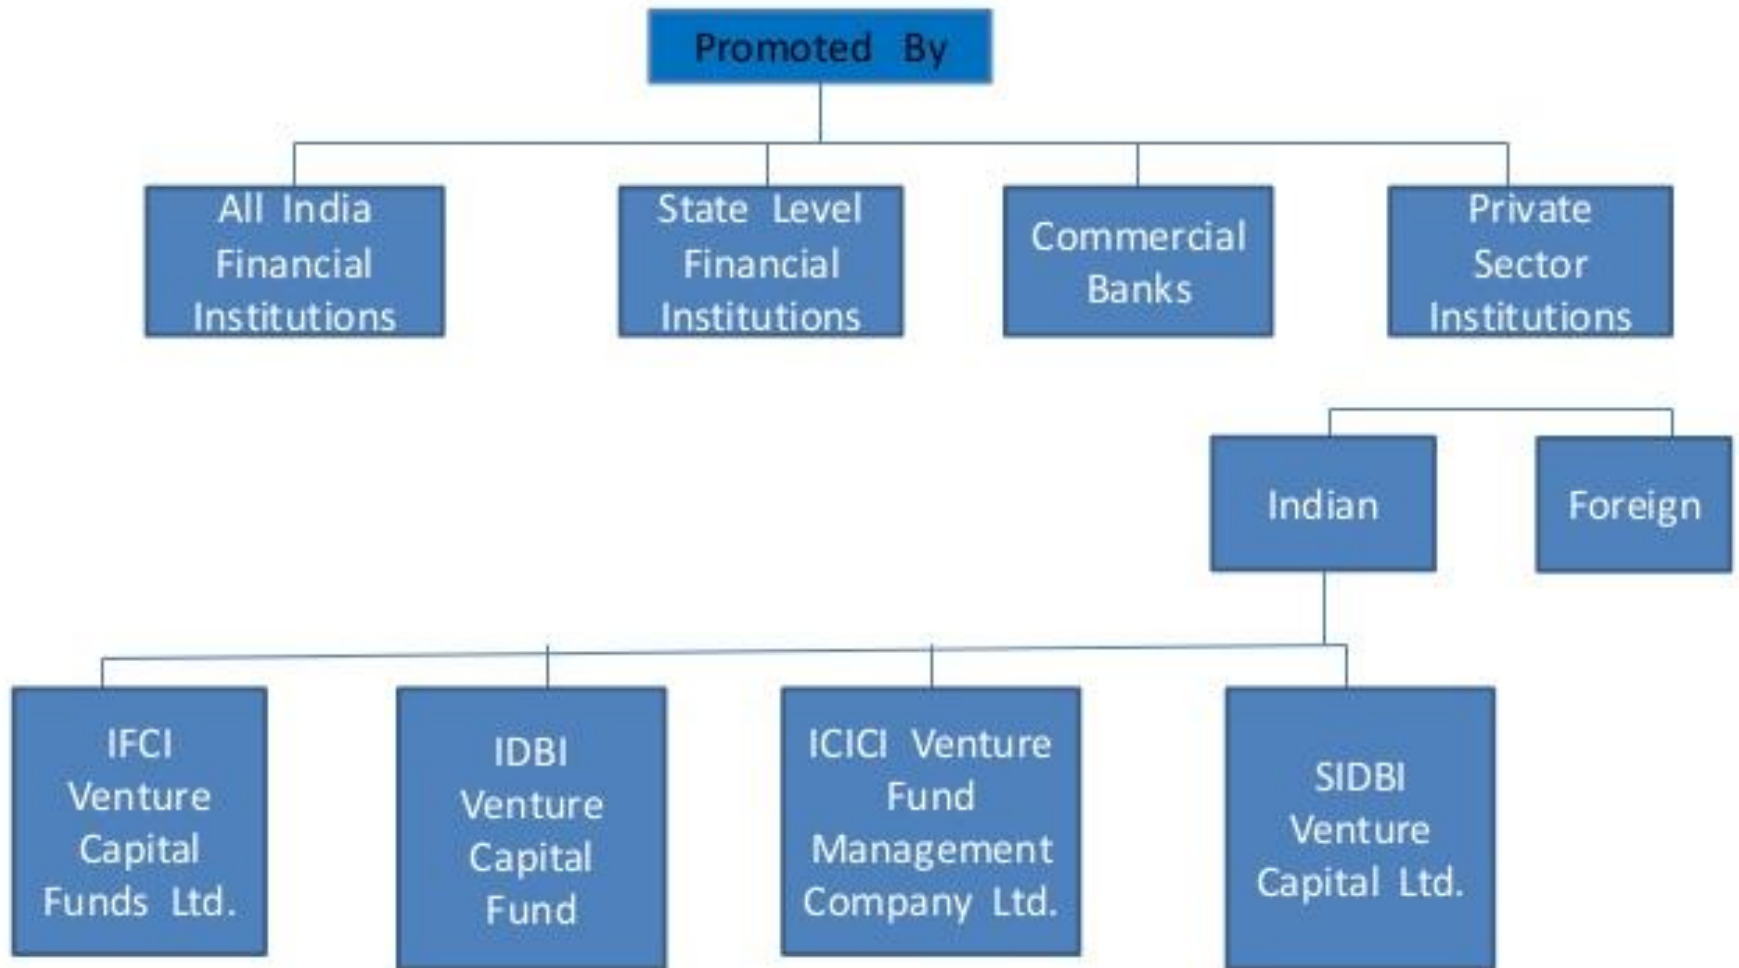 Promoted By
All India
Financial
Institutions
State Level
Financial
Institutions
Commercial
Banks
Private
Sector
Institutions
Indian
Foreign
IFCI
Venture
Capital
Funds Ltd.
IDBI
Venture
Capital
Fund
ICICI Venture
Fund
Management
Company Ltd.
SIDBI
Venture
Capital Ltd.